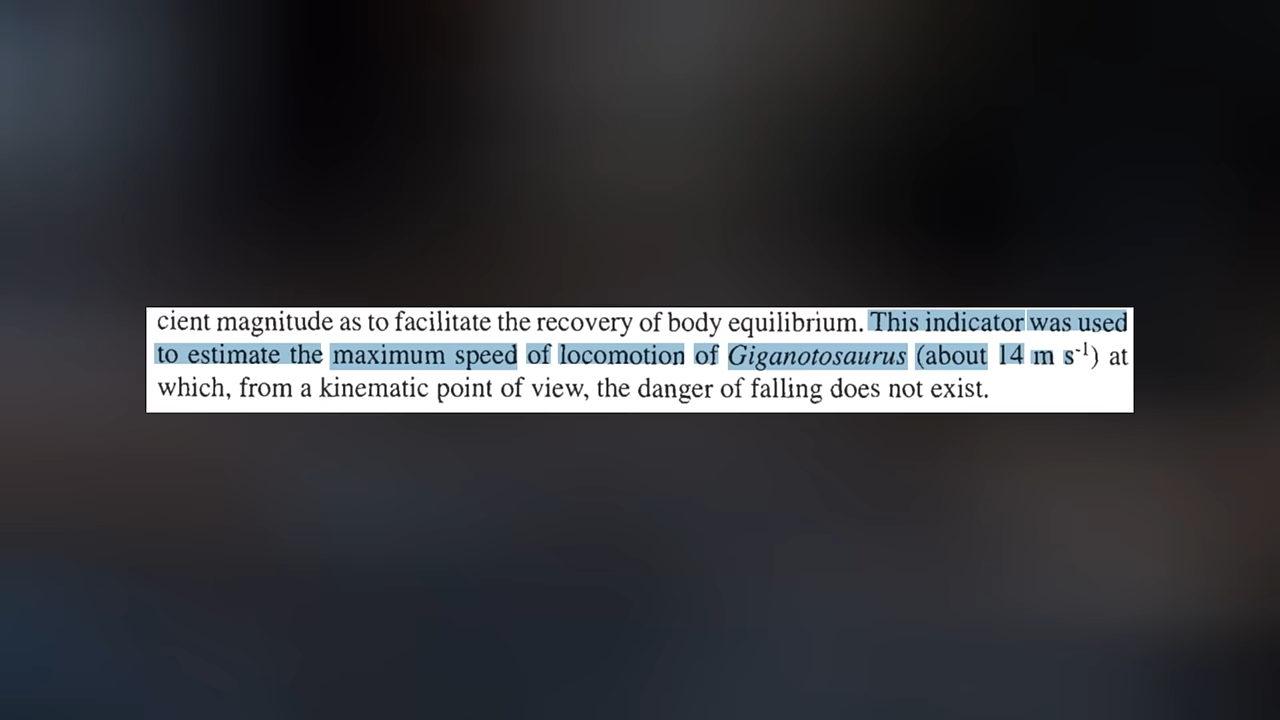 cient magnitude as to facilitate the recovery of body equilibrium. This indicator was used
to estimate the maximum speed of locomotion of Giganotosaurus (about 14 m s⁻¹) at
which, from a kinematic point of view, the danger of falling does not exist.